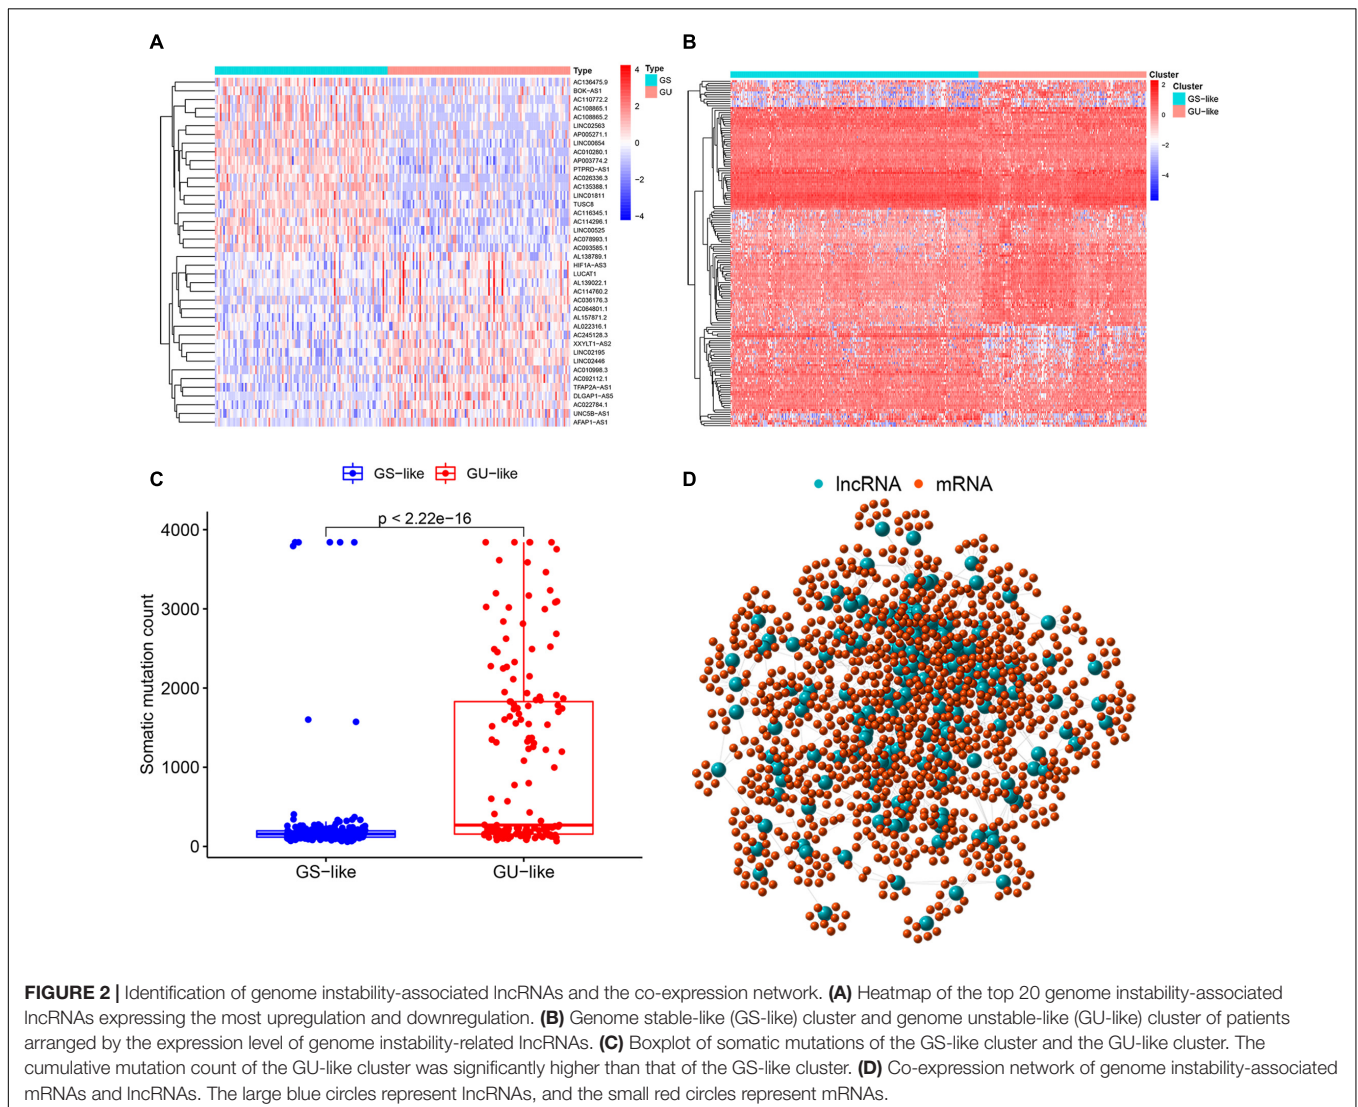 A
Type
AC136475.9
BOK−AS1
AC110772.2
AC108865.1
AC108865.2
LINC02563
AP005271.1
LINC00654
AC010280.1
AP003774.2
PTPRD−AS1
AC026336.3
AC135388.1
LINC01811
TUSC8
AC116345.1
AC114296.1
LINC00525
AC078993.1
AC093585.1
AL138789.1
HIF1A−AS3
LUCAT1
AL139022.1
AC114760.2
AC036176.3
AC084801.1
AL157871.2
AL022316.1
AC245128.3
XXYLT1−AS2
LINC02195
LINC02446
AC010998.3
AC092112.1
TFAP2A−AS1
DLGAP1−AS5
AC022784.1
UNC5B−AS1
AFAP1−AS1
4
2
0
−2
−4
Type
GS
GU
B
Cluster
2
0
−2
−4
Cluster
GS−like
GU−like
C
GS−like
GU−like
p < 2.22e−16
Somatic mutation count
4000
3000
2000
1000
0
GS−like
GU−like
D
lncRNA
mRNA
FIGURE 2 | Identification of genome instability-associated lncRNAs and the co-expression network. (A) Heatmap of the top 20 genome instability-associated
lncRNAs expressing the most upregulation and downregulation. (B) Genome stable-like (GS-like) cluster and genome unstable-like (GU-like) cluster of patients
arranged by the expression level of genome instability-related lncRNAs. (C) Boxplot of somatic mutations of the GS-like cluster and the GU-like cluster. The
cumulative mutation count of the GU-like cluster was significantly higher than that of the GS-like cluster. (D) Co-expression network of genome instability-associated
mRNAs and lncRNAs. The large blue circles represent lncRNAs, and the small red circles represent mRNAs.